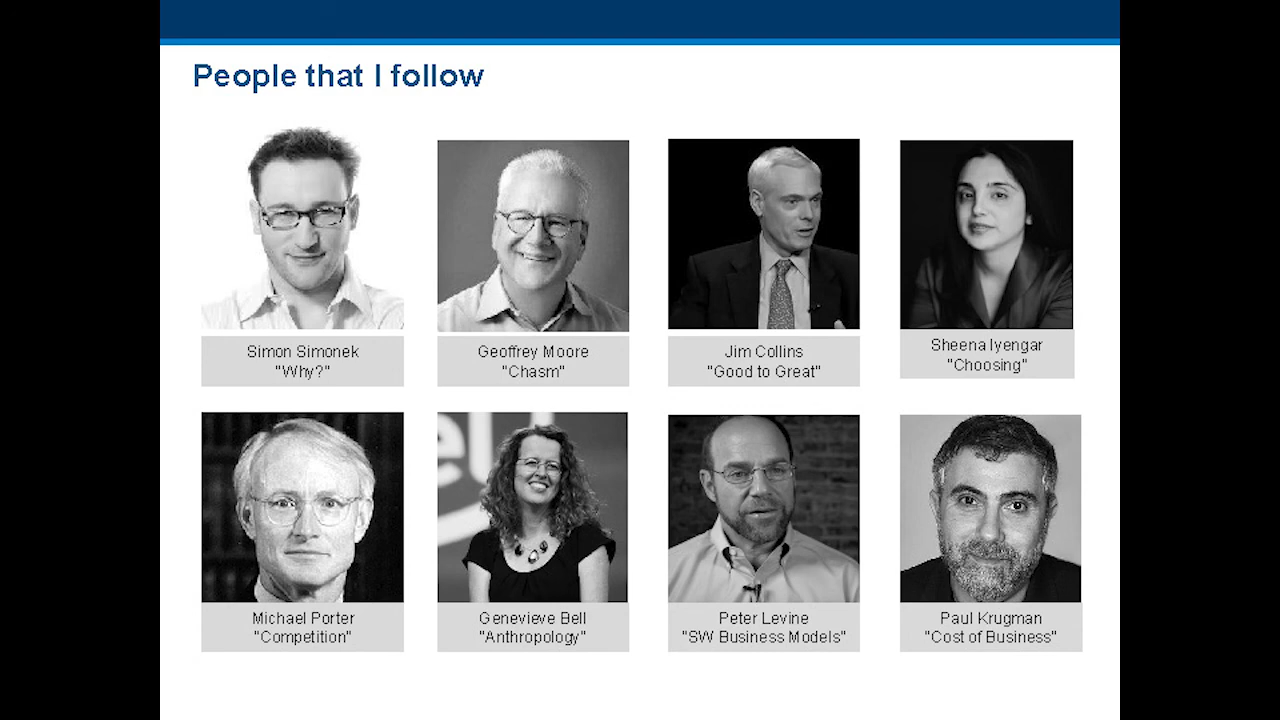 People that I follow
Simon Simonek
"Why?"
Geoffrey Moore
"Chasm"
Jim Collins
"Good to Great"
Sheena Iyengar
"Choosing"
el
Michael Porter
"Competition"
Genevieve Bell
"Anthropology"
Peter Levine
"SW Business Models"
Paul Krugman
"Cost of Business"